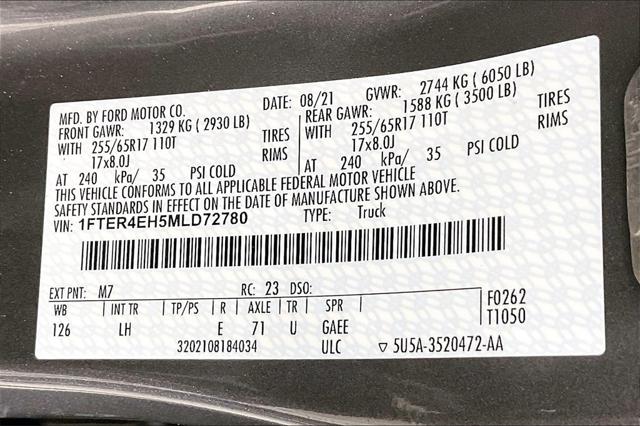 MFD. BY FORD MOTOR CO. DATE: 08/21 GVWR: 2744 KG ( 6050 LB)
FRONT GAWR: 1329 KG ( 2930 LB) REAR GAWR: 1588 KG ( 3500 LB)
WITH 255/65R17 110T TIRES WITH 255/65R17 110T TIRES
17x8.0J RIMS 17x8.0J RIMS
AT 240 kPa/ 35 PSI COLD AT 240 kPa/ 35 PSI COLD
THIS VEHICLE CONFORMS TO ALL APPLICABLE FEDERAL MOTOR VEHICLE
SAFETY STANDARDS IN EFFECT ON THE DATE OF MANUFACTURE SHOWN ABOVE.
VIN: 1FTER4EH5MLD72780 TYPE: Truck
EXT PNT: M7 RC: 23 DSO:
WB INT TR TP/PS R AXLE TR SPR F0262
126 LH E 71 U GAEE T1050
3202108184034 ULC ▽ 5U5A-3520472-AA